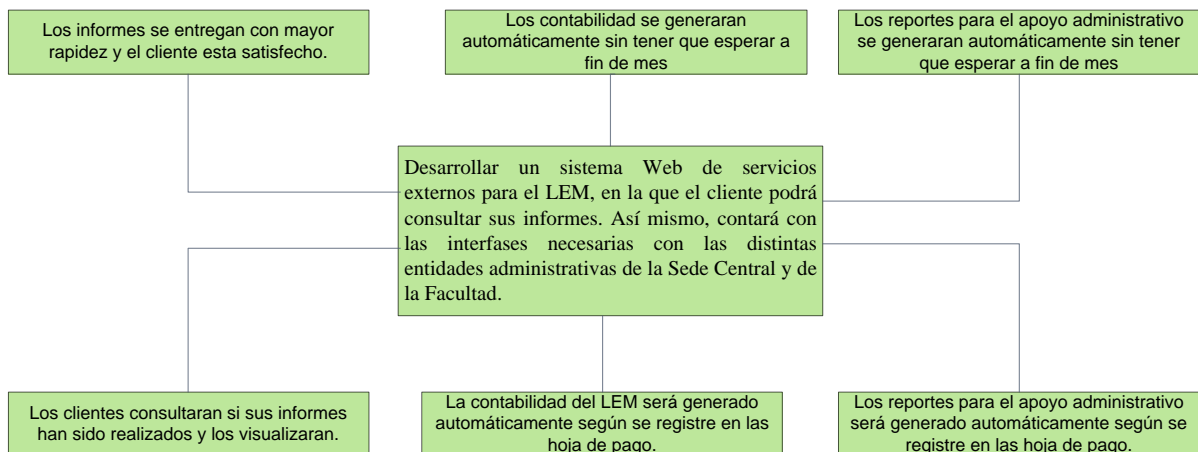 Los informes se entregan con mayor
rapidez y el cliente esta satisfecho.
Los contabilidad se generaran
automáticamente sin tener que esperar a
fin de mes
Los reportes para el apoyo administrativo
se generaran automáticamente sin tener
que esperar a fin de mes
Desarrollar un sistema Web de servicios
externos para el LEM, en la que el cliente podrá
consultar sus informes. Así mismo, contará con
las interfases necesarias con las distintas
entidades administrativas de la Sede Central y de
la Facultad.
Los clientes consultaran si sus informes
han sido realizados y los visualizaran.
La contabilidad del LEM será generado
automáticamente según se registre en las
hoja de pago.
Los reportes para el apoyo administrativo
será generado automáticamente según se
registre en las hoja de pago.